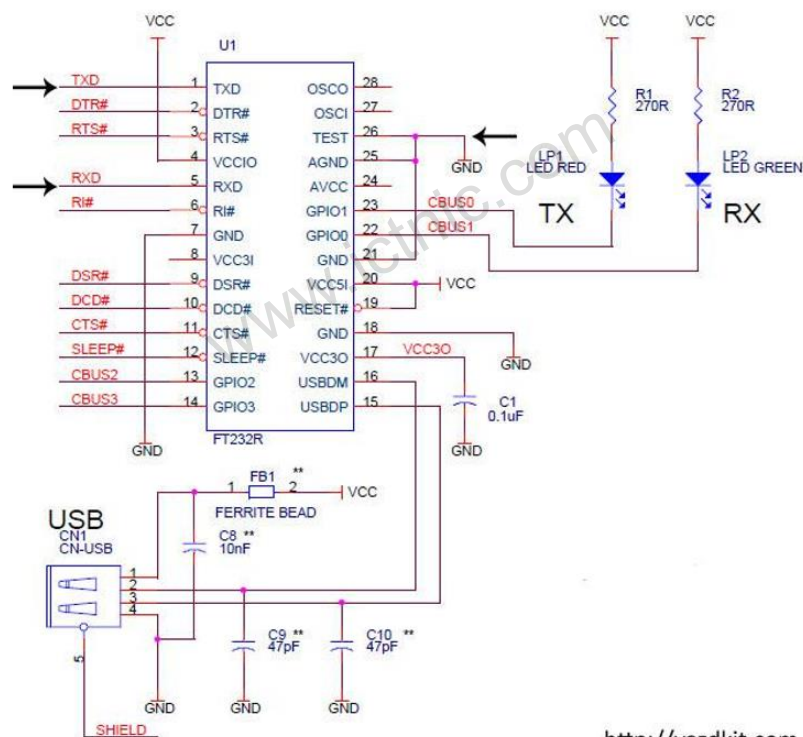 VCC
VCC
VCC
U1
TXD 1 TXD OSCO 28
DTR# 2 DTR# OSCI 27
RTS# 3 RTS# TEST 26
4 VCCIO AGND 25
RXD 5 RXD AVCC 24
RI# 6 RI# GPIO1 23 CBUS0
7 GND GPIO0 22 CBUS1
8 VCC3I GND 21
DSR# 9 DSR# VCC5I 20 VCC
DCD# 10 DCD# RESET# 19
CTS# 11 CTS# GND 18
SLEEP# 12 SLEEP# VCC3O 17 VCC3O
CBUS2 13 GPIO2 USBDM 16
CBUS3 14 GPIO3 USBDP 15
FT232R
GND
GND
GND
GND
R1
270R
R2
270R
LP1
LED RED
LP2
LED GREEN
TX
RX
C1
0.1uF
www.ictnic.com
FB1 **
1 2 VCC
FERRITE BEAD
USB
CN1
CN-USB
C8 **
10nF
1
2
3
4
5
C9 **
47pF
C10 **
47pF
GND
GND
GND
SHIELD